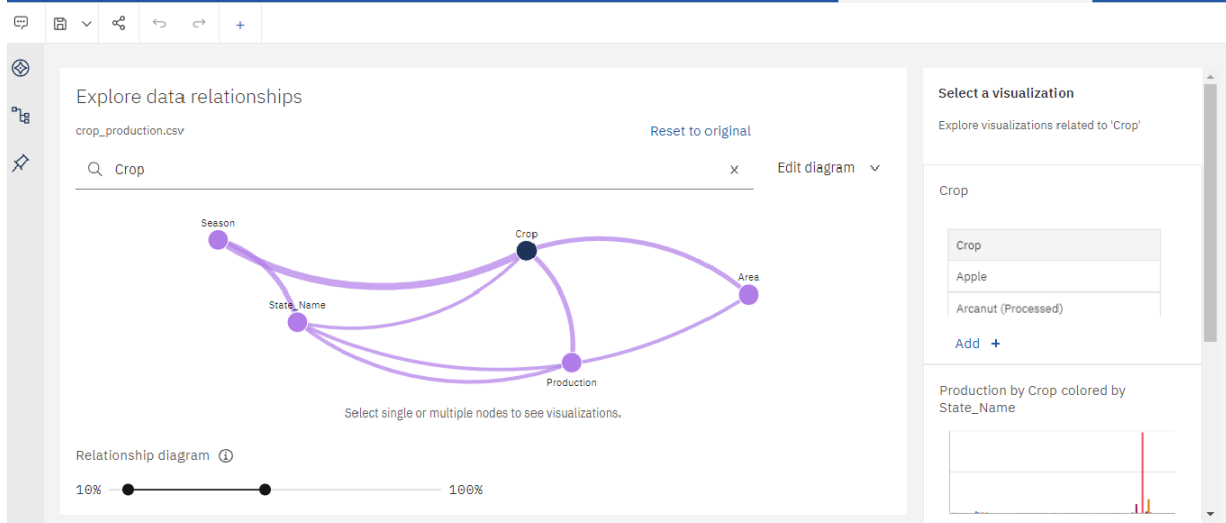 Explore data relationships
crop_production.csv
Reset to original
Crop
Edit diagram
Season
Crop
Area
State_Name
Production
Select single or multiple nodes to see visualizations.
Relationship diagram
10%
100%
Select a visualization
Explore visualizations related to 'Crop'
Crop
Crop
Apple
Arcanut (Processed)
Add +
Production by Crop colored by
State_Name